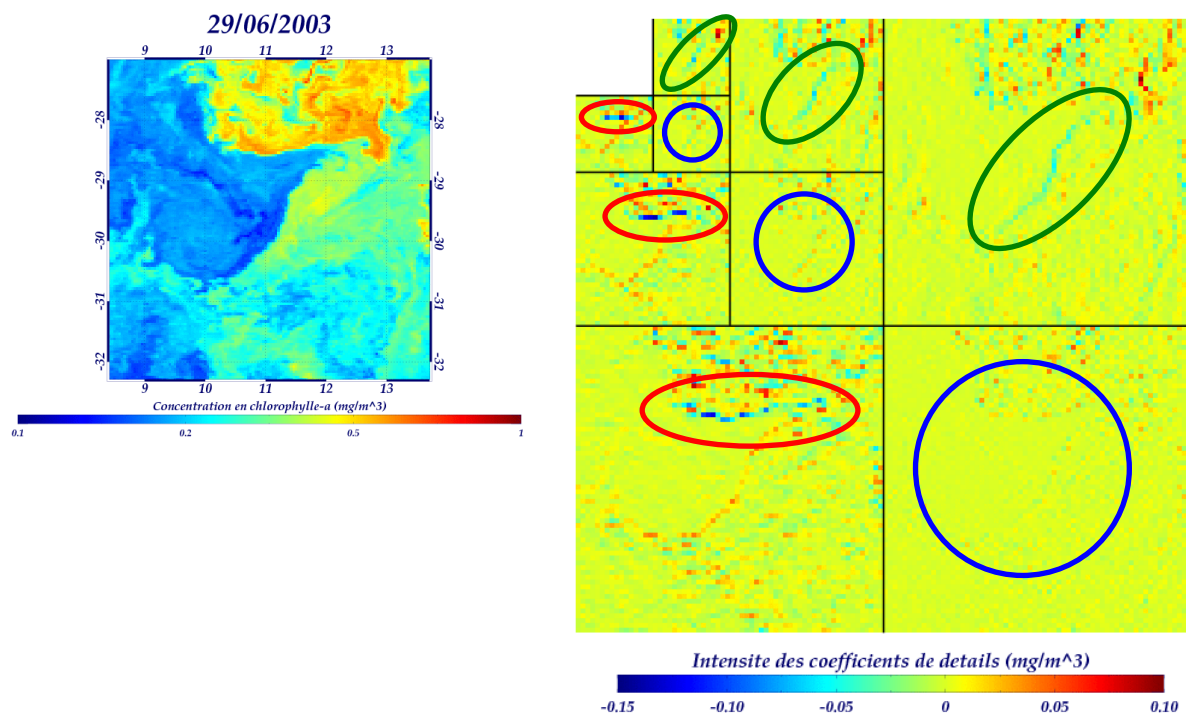 29/06/2003
9 10 11 12 13
-28 -28
-29 -29
-30 -30
-31 -31
-32 -32
9 10 11 12 13
Concentration en chlorophylle-a (mg/m^3)
0.1 0.2 0.5 1
Intensite des coefficients de details (mg/m^3)
-0.15 -0.10 -0.05 0 0.05 0.10